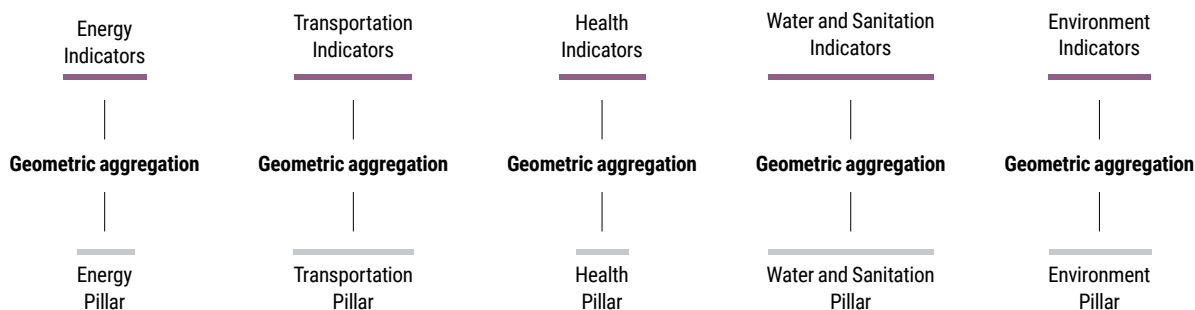 Energy
Indicators
Transportation
Indicators
Health
Indicators
Water and Sanitation
Indicators
Environment
Indicators
Geometric aggregation
Geometric aggregation
Geometric aggregation
Geometric aggregation
Geometric aggregation
Energy
Pillar
Transportation
Pillar
Health
Pillar
Water and Sanitation
Pillar
Environment
Pillar